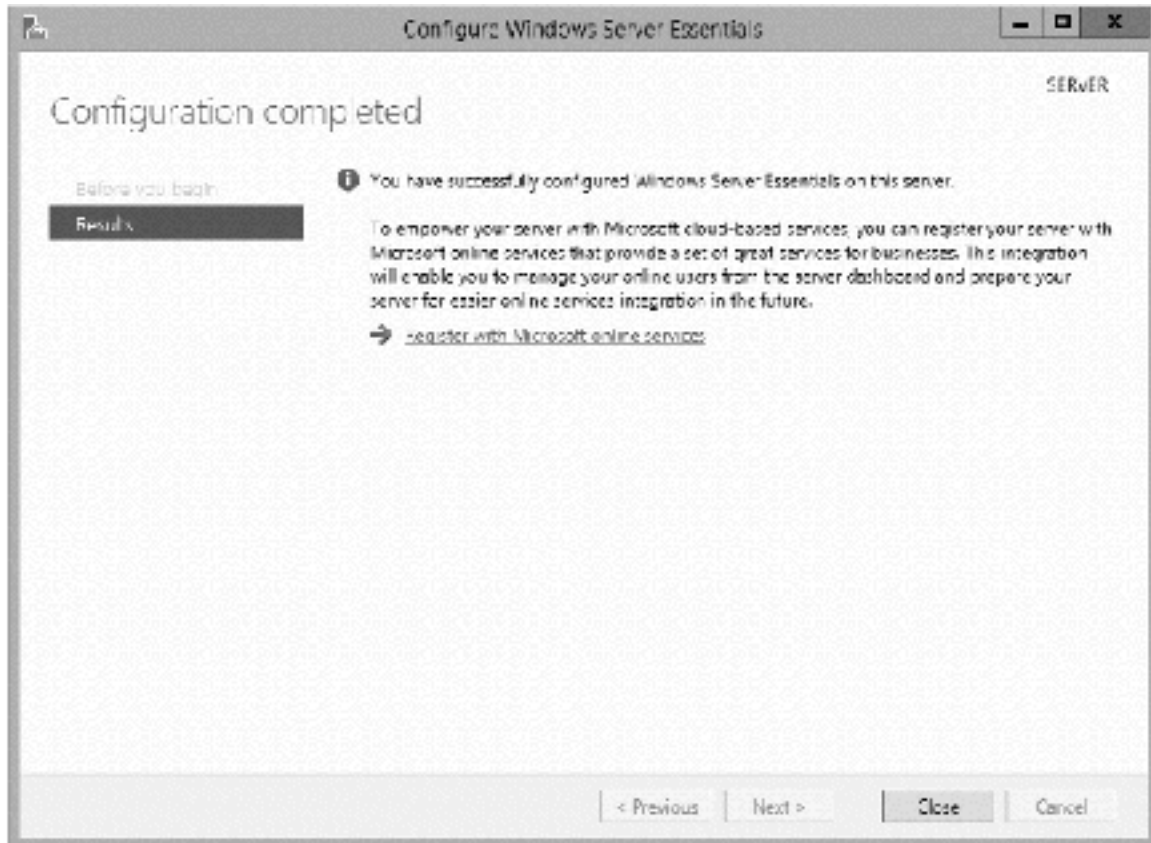 Configure Windows Server Essentials
SERVER
Configuration completed
Before you begin
Results
You have successfully configured Windows Server Essentials on this server.
To empower your server with Microsoft cloud-based services, you can register your server with
Microsoft online services that provide a set of great services for businesses. This integration
will enable you to manage your online users from the server dashboard and prepare your
server for easier online services integration in the future.
Register with Microsoft online services
< Previous
Next >
Close
Cancel